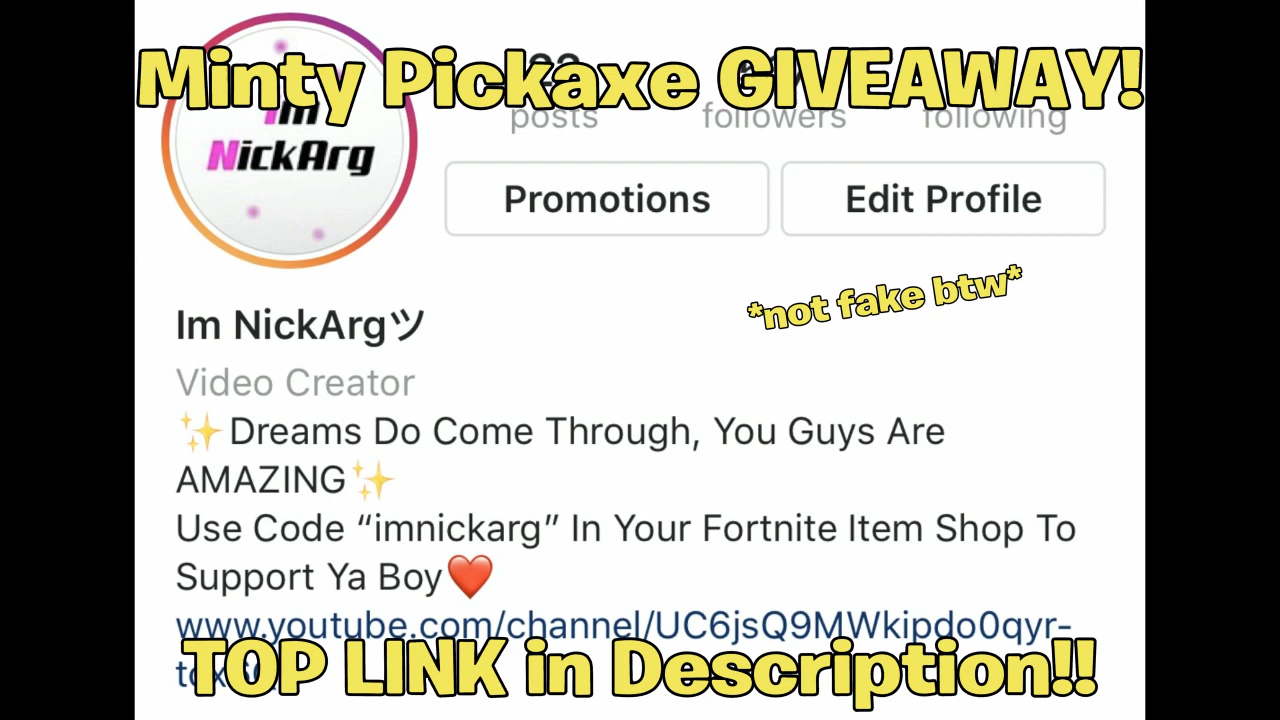 Minty Pickaxe GIVEAWAY!
Im
NickArg
posts followers following
Promotions Edit Profile
*not fake btw*
Im NickArgツ
Video Creator
✨Dreams Do Come Through, You Guys Are
AMAZING✨
Use Code “imnickarg” In Your Fortnite Item Shop To
Support Ya Boy❤️
www.youtube.com/channel/UC6jsQ9MWkipdo0qyr-
TOP LINK in Description!!